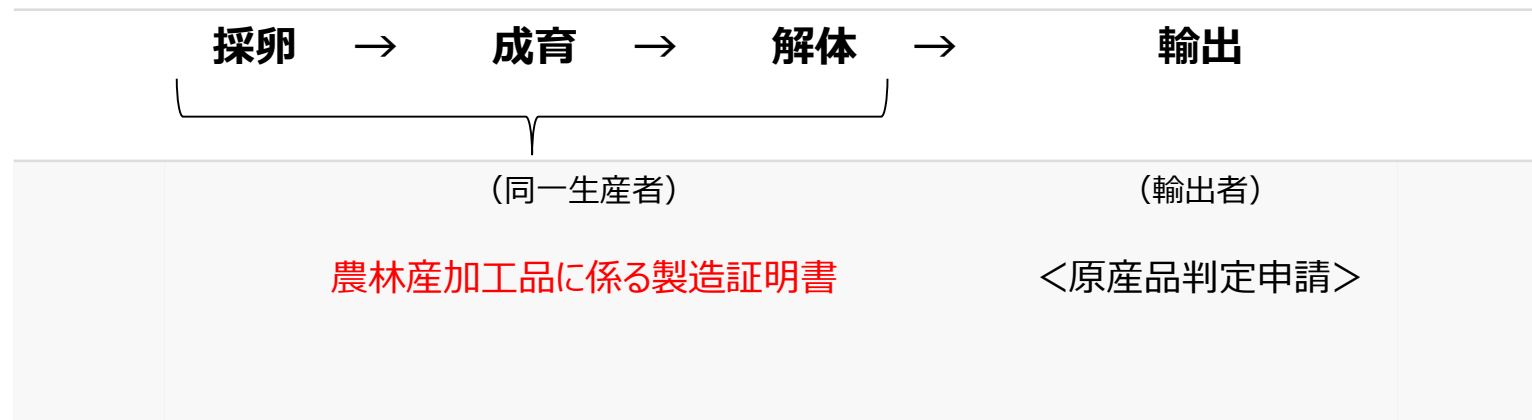 採卵 → 成育 → 解体 → 輸出
（同一生産者） （輸出者）
農林産加工品に係る製造証明書 ＜原産品判定申請＞